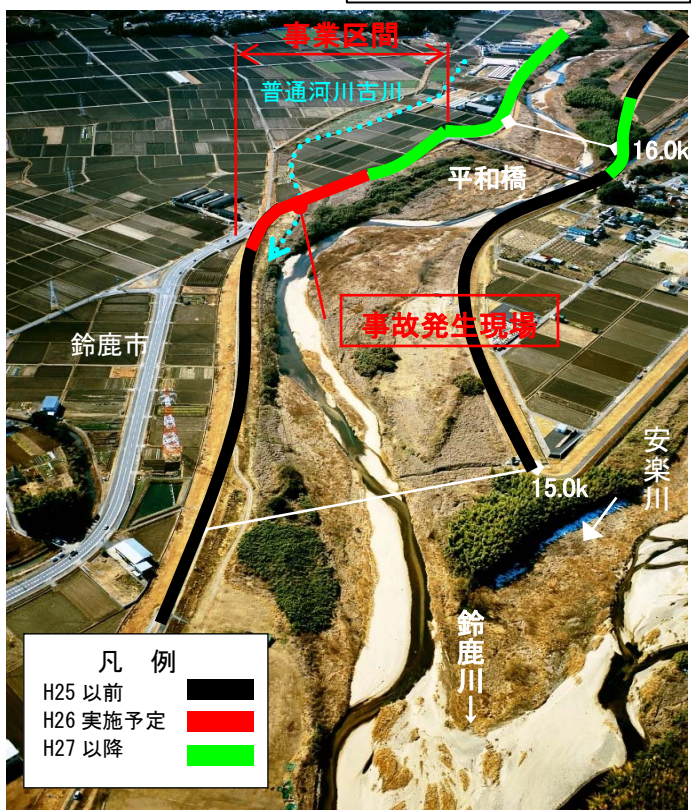 事業区間
普通河川古川
16.0k
平和橋
事故発生現場
鈴鹿市
安楽川
15.0k
鈴鹿川
凡 例
H25 以前
H26 実施予定
H27 以降